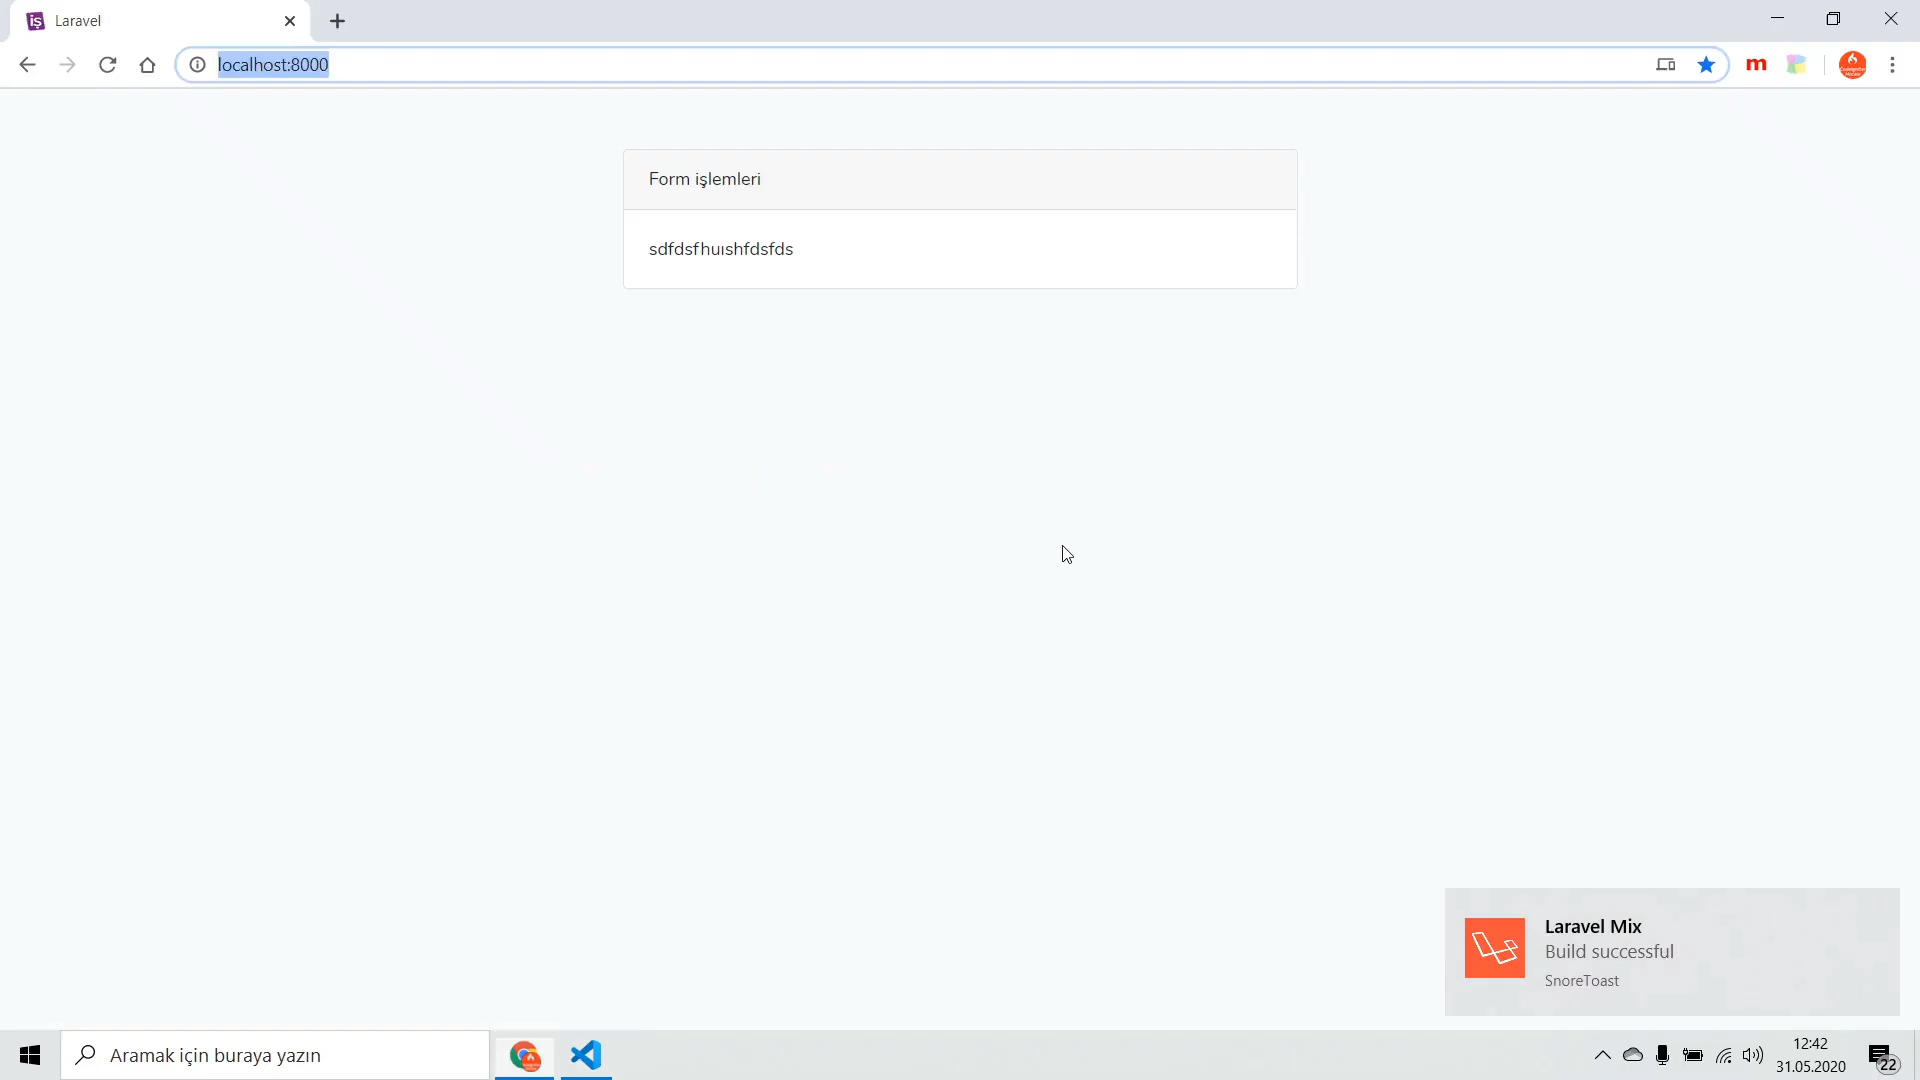 iş Laravel
localhost:8000
m
Form işlemleri
sdfdsfhuıshfdsfds
Laravel Mix
Build successful
SnoreToast
Aramak için buraya yazın
12:42
31.05.2020
22